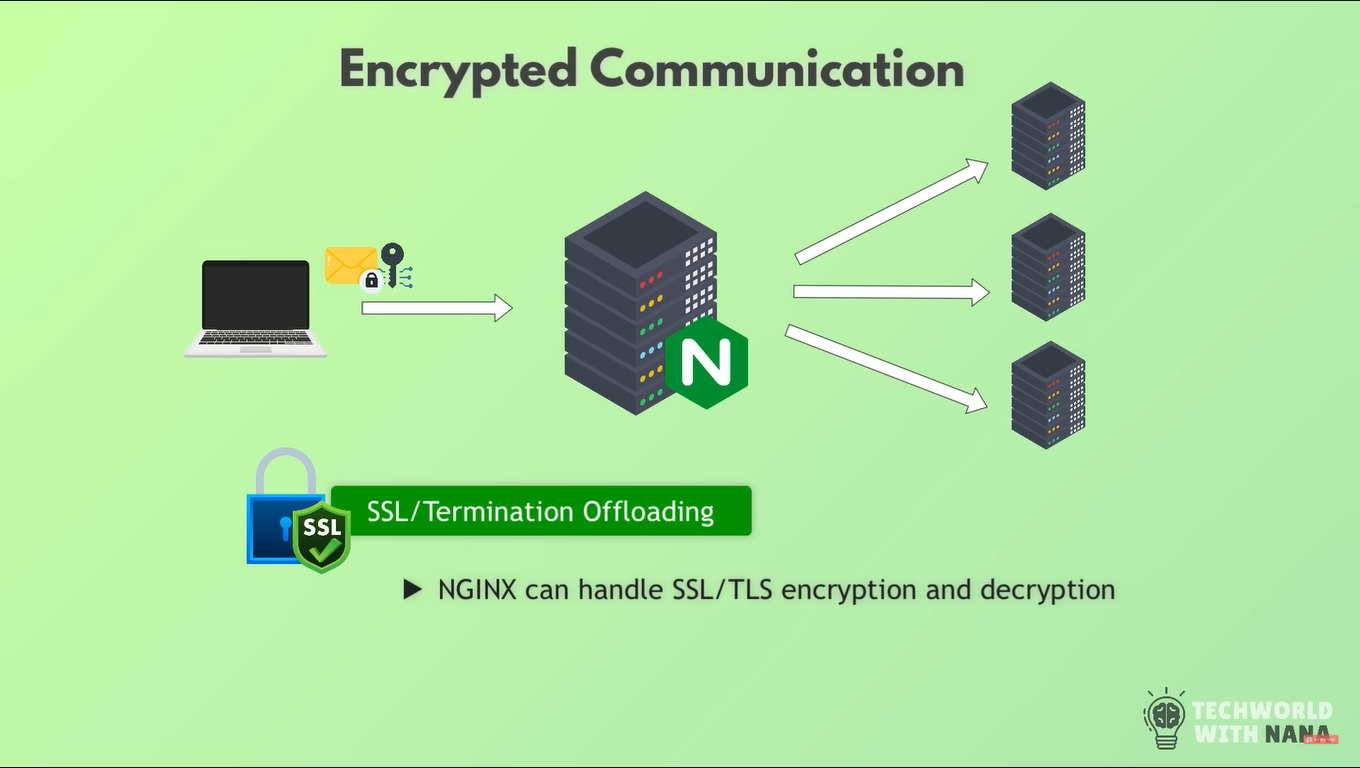 Encrypted Communication
N
SSL
SSL/Termination Offloading
▶ NGINX can handle SSL/TLS encryption and decryption
TECHWORLD
WITH NANA